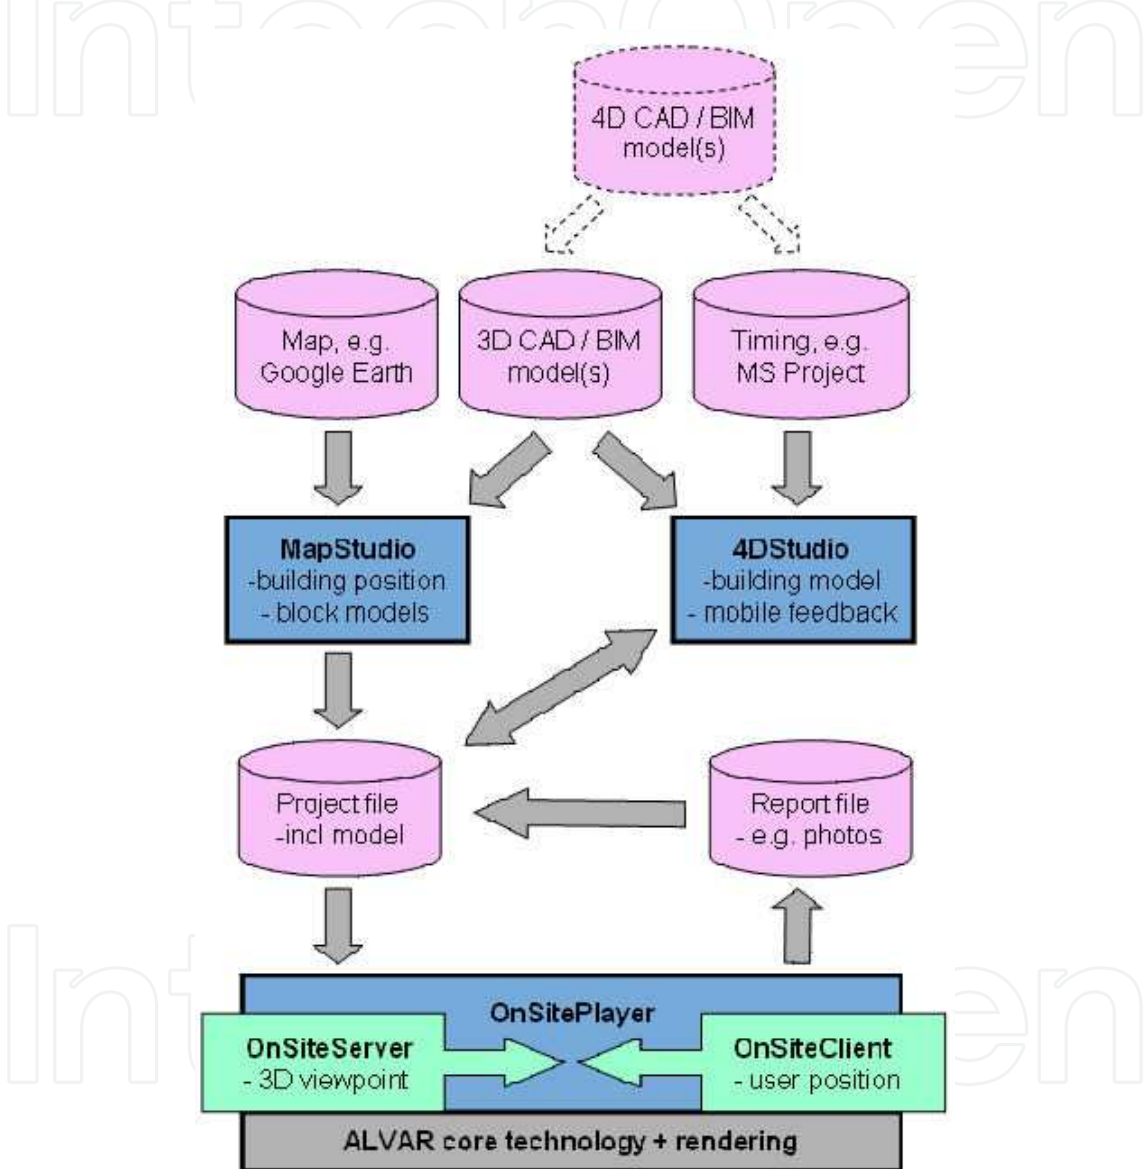 IntechOpen
4D CAD / BIM
model(s)
Map, e.g.
Google Earth
3D CAD / BIM
model(s)
Timing, e.g.
MS Project
MapStudio
-building position
- block models
4DStudio
-building model
- mobile feedback
Project file
-incl model
Report file
- e.g. photos
OnSitePlayer
OnSiteServer
- 3D viewpoint
OnSiteClient
- user position
ALVAR core technology + rendering